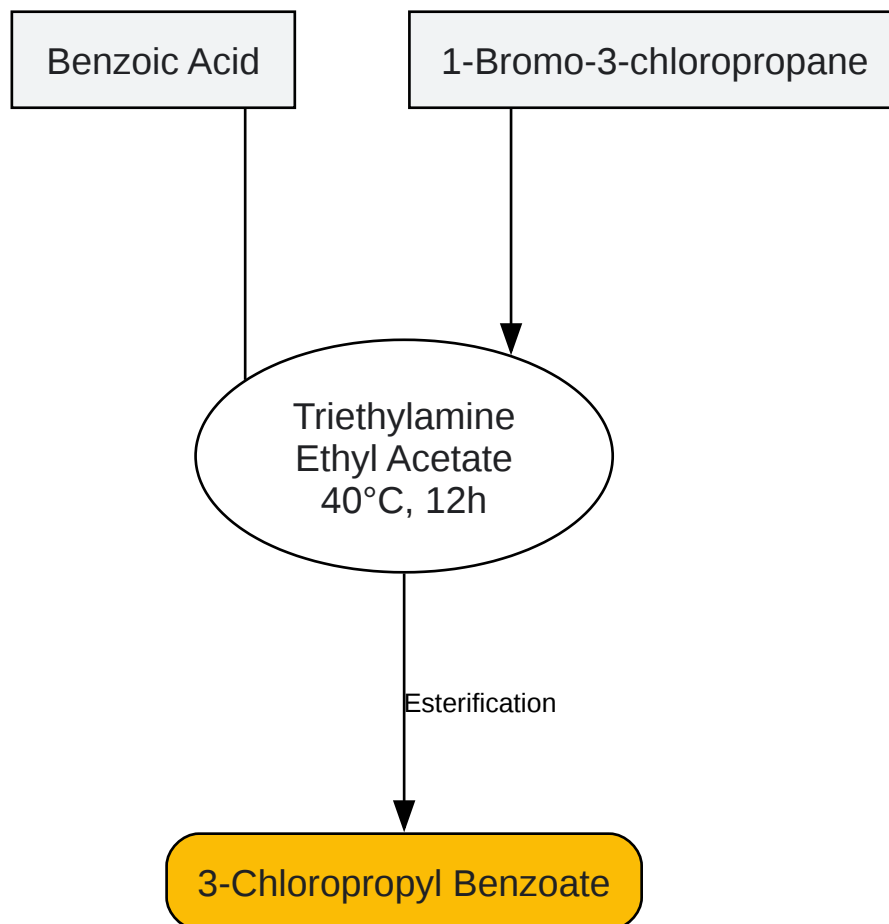 Benzoic Acid
1-Bromo-3-chloropropane
Triethylamine
Ethyl Acetate
40°C, 12h
Esterification
3-Chloropropyl Benzoate